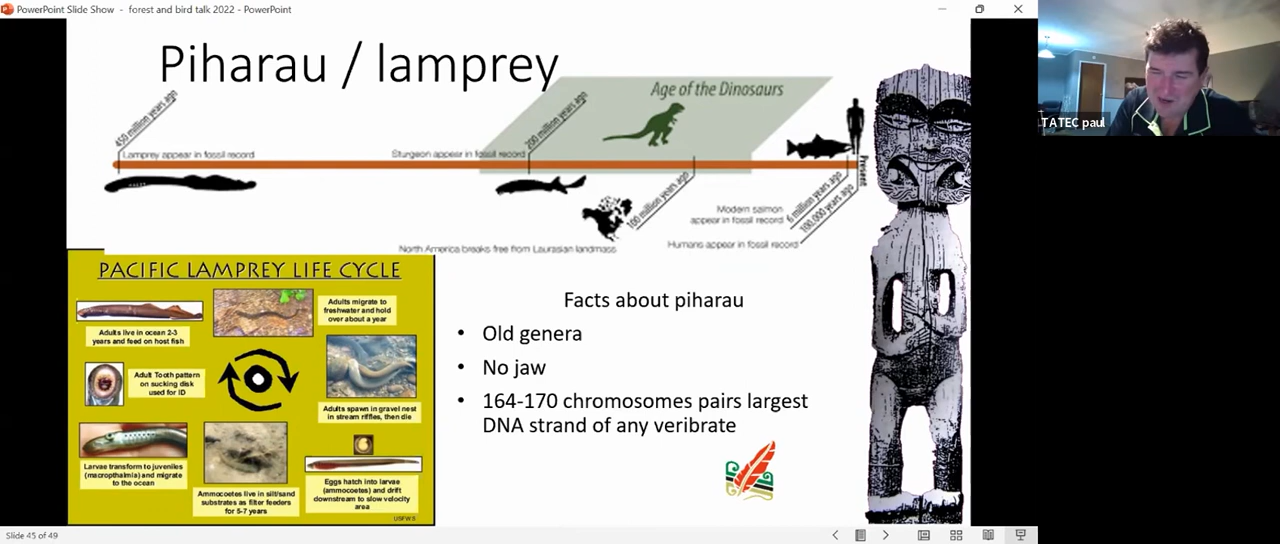 PowerPoint Slide Show - forest and bird talk 2022 - PowerPoint
Piharau / lamprey
Age of the Dinosaurs
450 million years ago
200 million years ago
Lamprey appear in fossil record
Sturgeon appear in fossil record
Present
100 million years ago
Modern salmon
appear in fossil record
6 million years ago
100,000 years ago
Humans appear in fossil record
North America breaks free from Laurasian landmass
TATEC paul
PACIFIC LAMPREY LIFE CYCLE
Adults migrate to
freshwater and hold
over about a year
Adults live in ocean 2-3
years and feed on host fish
Adult Tooth pattern
on sucking disk
used for ID
Adults spawn in gravel nest
in stream riffles, then die
Larvae transform to juveniles
(macropthalmia) and migrate
to the ocean
Ammocoetes live in silt/sand
substrates as filter feeders
for 5-7 years
Eggs hatch into larvae
(ammocoetes) and drift
downstream to slow velocity
area
USFWS
Facts about piharau
• Old genera
• No jaw
• 164-170 chromosomes pairs largest
DNA strand of any veribrate
Slide 45 of 49